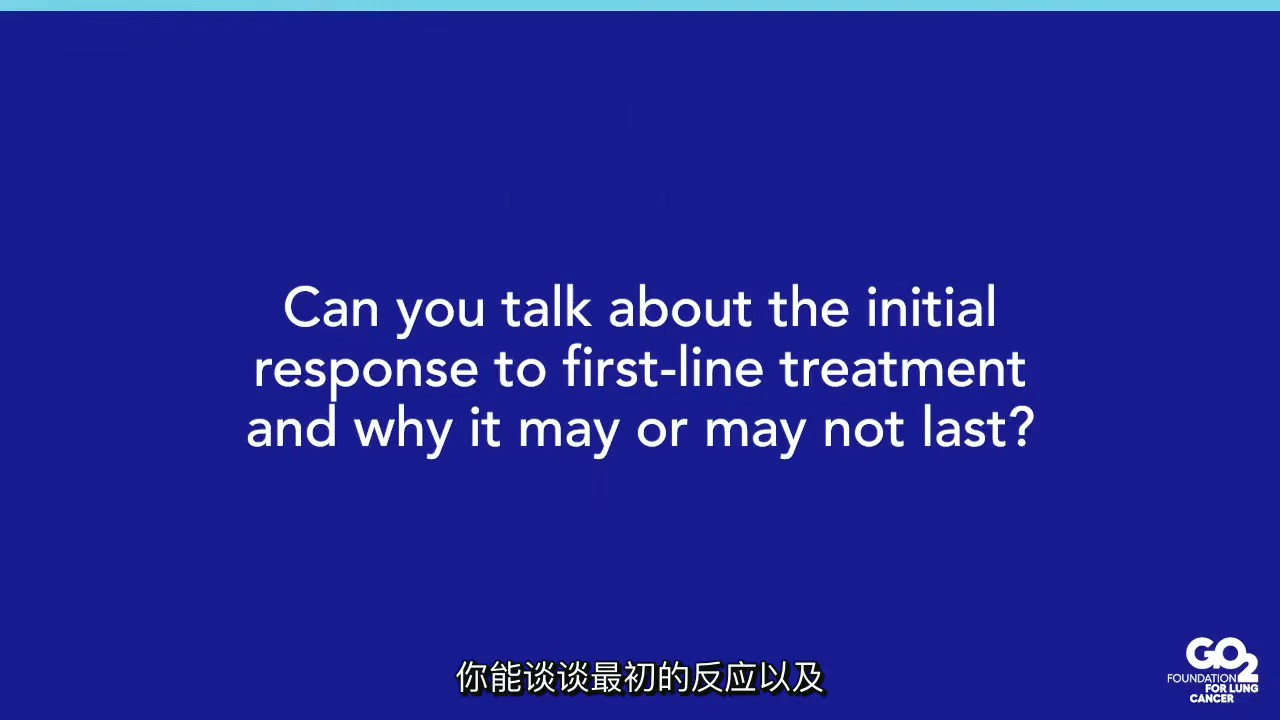 Can you talk about the initial
response to first-line treatment
and why it may or may not last?
你能谈谈最初的反应以及
GO2
FOUNDATION
FOR LUNG
CANCER